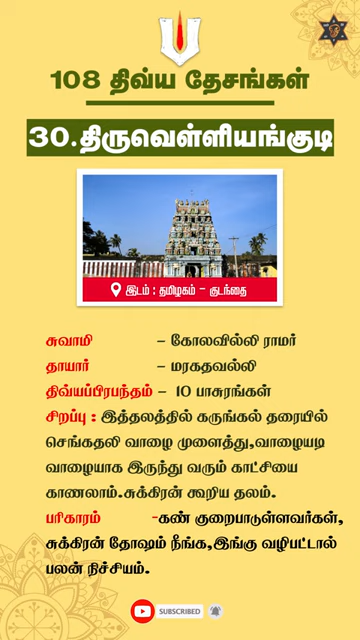 108 திவ்ய தேசங்கள்
30.திருவெள்ளியங்குடி
இடம் : தமிழகம் - குடந்தை
சுவாமி - கோலவில்லி ராமர்
தாயார் - மரகதவல்லி
திவ்யப்பிரபந்தம் - 10 பாசுரங்கள்
சிறப்பு : இத்தலத்தில் கருங்கல் தரையில்
செங்கதலி வாழை முளைத்து,வாழையடி
வாழையாக இருந்து வரும் காட்சியை
காணலாம்.சுக்கிரன் கூறிய தலம்.
பரிகாரம் -கண் குறைபாடுள்ளவர்கள்,
சுக்கிரன் தோஷம் நீங்க,இங்கு வழிபட்டால்
பலன் நிச்சியம்.
SUBSCRIBED